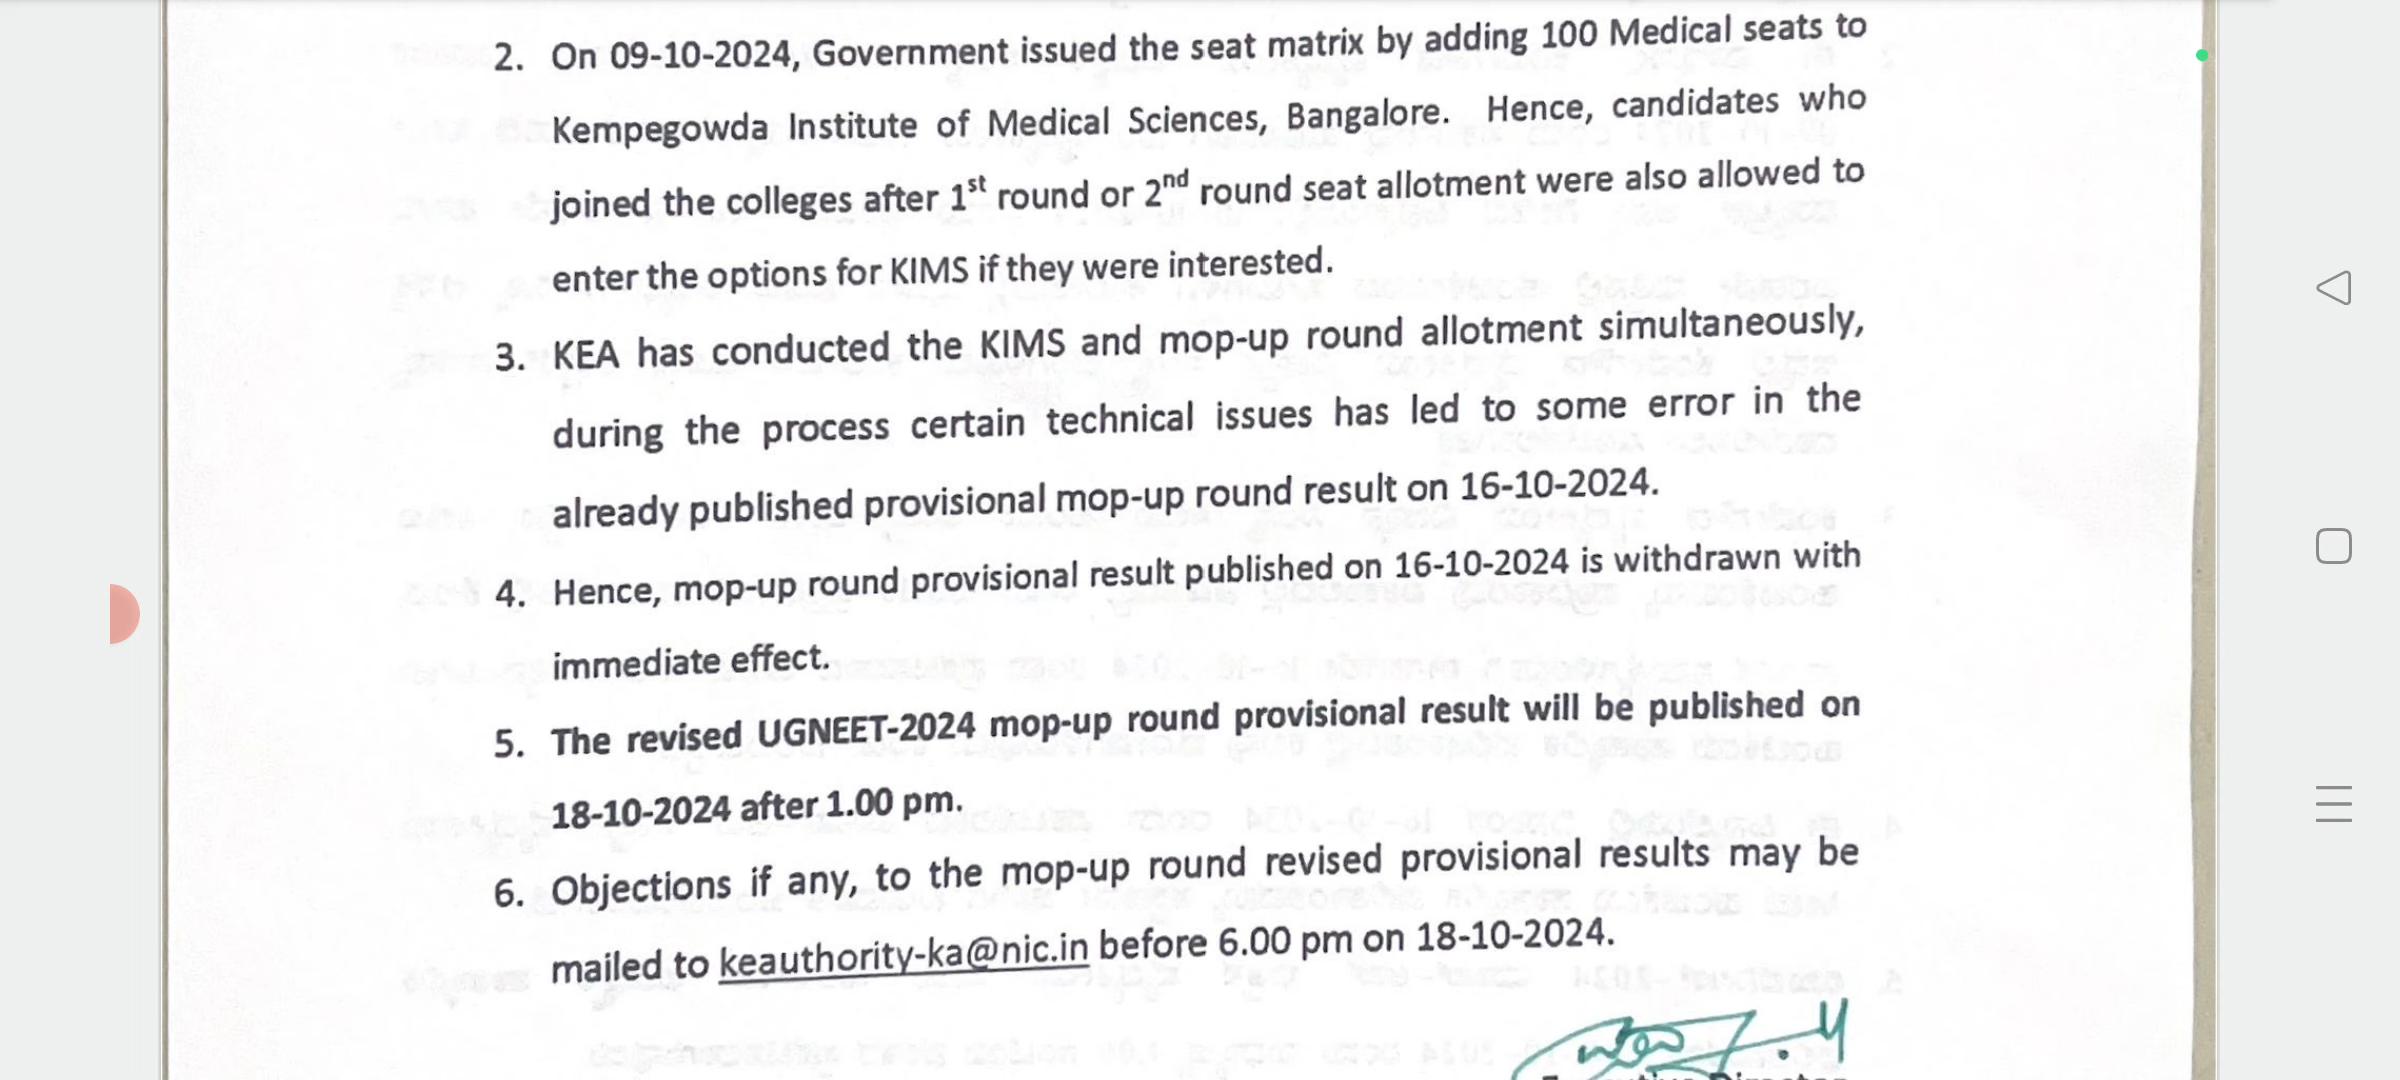 2. On 09-10-2024, Government issued the seat matrix by adding 100 Medical seats to
Kempegowda Institute of Medical Sciences, Bangalore. Hence, candidates who
joined the colleges after 1st round or 2nd round seat allotment were also allowed to
enter the options for KIMS if they were interested.
3. KEA has conducted the KIMS and mop-up round allotment simultaneously,
during the process certain technical issues has led to some error in the
already published provisional mop-up round result on 16-10-2024.
4. Hence, mop-up round provisional result published on 16-10-2024 is withdrawn with
immediate effect.
5. The revised UGNEET-2024 mop-up round provisional result will be published on
18-10-2024 after 1.00 pm.
6. Objections if any, to the mop-up round revised provisional results may be
mailed to keauthority-ka@nic.in before 6.00 pm on 18-10-2024.